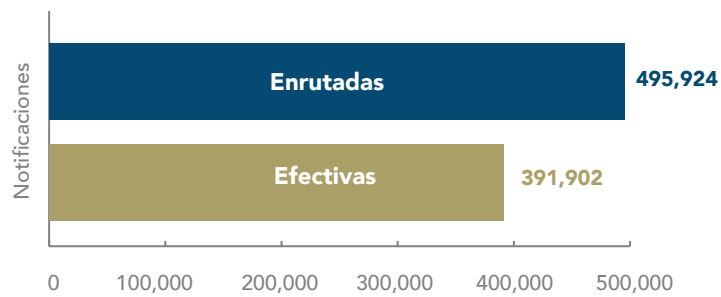 Notificaciones
Enrutadas
495,924
Efectivas
391,902
0 100,000 200,000 300,000 400,000 500,000